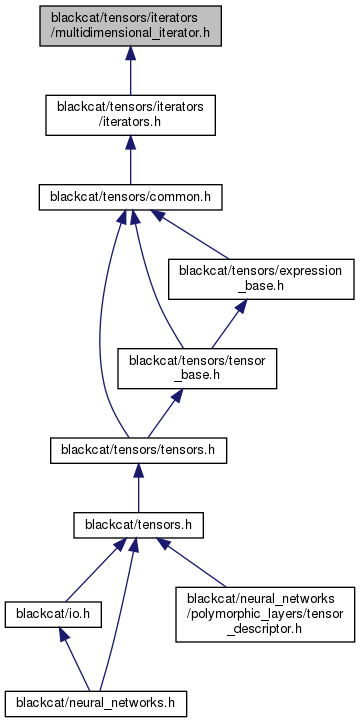 blackcat/tensors/iterators
/multidimensional_iterator.h
blackcat/tensors/iterators
/iterators.h
blackcat/tensors/common.h
blackcat/tensors/expression
_base.h
blackcat/tensors/tensor
_base.h
blackcat/tensors/tensors.h
blackcat/tensors.h
blackcat/io.h
blackcat/neural_networks
/polymorphic_layers/tensor
_descriptor.h
blackcat/neural_networks.h